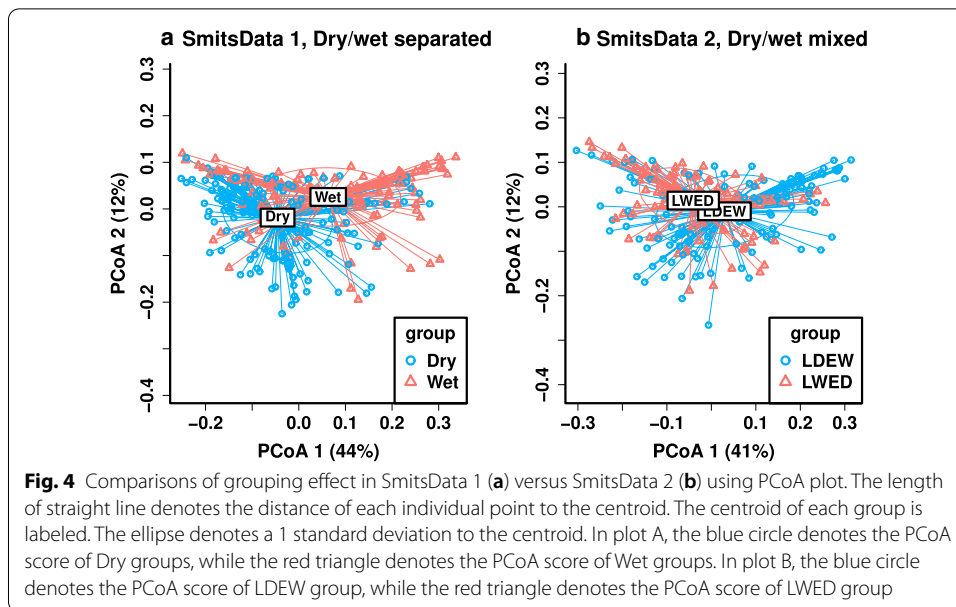 a SmitsData 1, Dry/wet separated
b SmitsData 2, Dry/wet mixed
PCoA 2 (12%)
0.3
0.2
0.1
0.0
−0.2
−0.4
Wet
Dry
group
Dry
Wet
−0.2
0.0
0.1
0.2
0.3
PCoA 1 (44%)
PCoA 2 (12%)
0.3
0.2
0.1
0.0
−0.2
−0.4
LWED
LDEW
group
LDEW
LWED
−0.3
−0.1
0.1
0.2
0.3
PCoA 1 (41%)
Fig. 4 Comparisons of grouping effect in SmitsData 1 (a) versus SmitsData 2 (b) using PCoA plot. The length
of straight line denotes the distance of each individual point to the centroid. The centroid of each group is
labeled. The ellipse denotes a 1 standard deviation to the centroid. In plot A, the blue circle denotes the PCoA
score of Dry groups, while the red triangle denotes the PCoA score of Wet groups. In plot B, the blue circle
denotes the PCoA score of LDEW group, while the red triangle denotes the PCoA score of LWED group